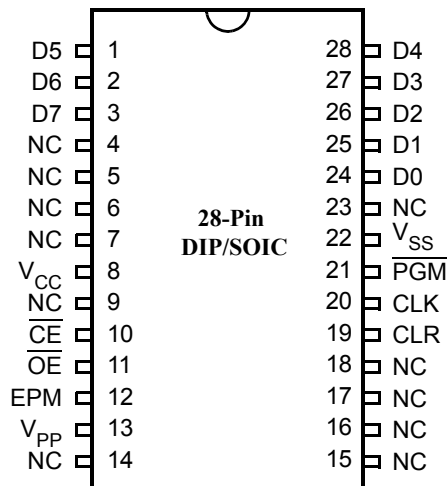 D5 1 28 D4
D6 2 27 D3
D7 3 26 D2
NC 4 25 D1
NC 5 24 D0
NC 6 23 NC
28-Pin
NC 7 22 VSS
DIP/SOIC
VCC 8 21 PGM
NC 9 20 CLK
CE 10 19 CLR
OE 11 18 NC
EPM 12 17 NC
VPP 13 16 NC
NC 14 15 NC